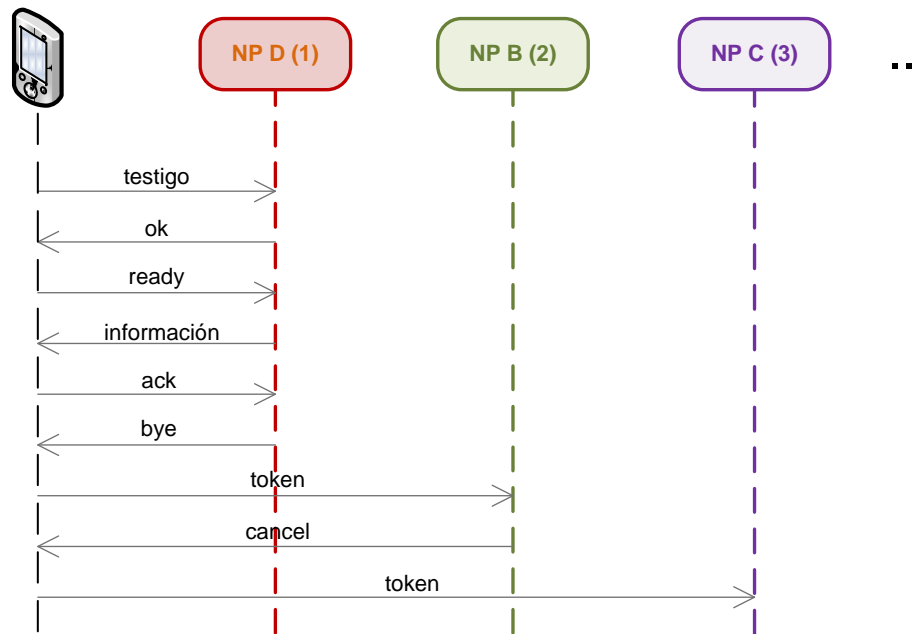 NP D (1)
NP B (2)
NP C (3)
..
testigo
ok
ready
información
ack
bye
token
cancel
token